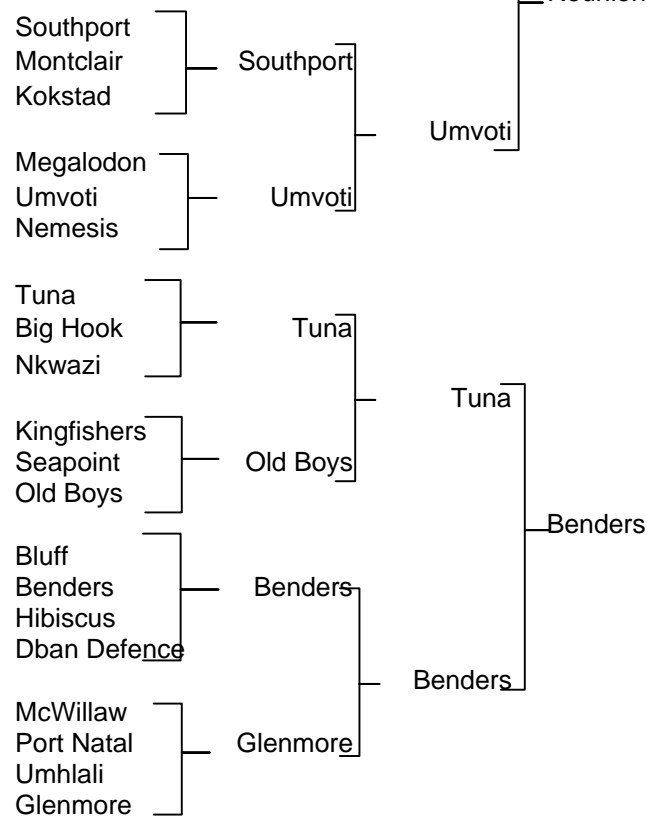 Reunion
Southport
Montclair
Kokstad
Southport
Umvoti
Megalodon
Umvoti
Nemesis
Umvoti
Tuna
Big Hook
Nkwazi
Tuna
Tuna
Kingfishers
Seapoint
Old Boys
Old Boys
Benders
Bluff
Benders
Hibiscus
Dban Defence
Benders
Benders
McWillaw
Port Natal
Umhlali
Glenmore
Glenmore